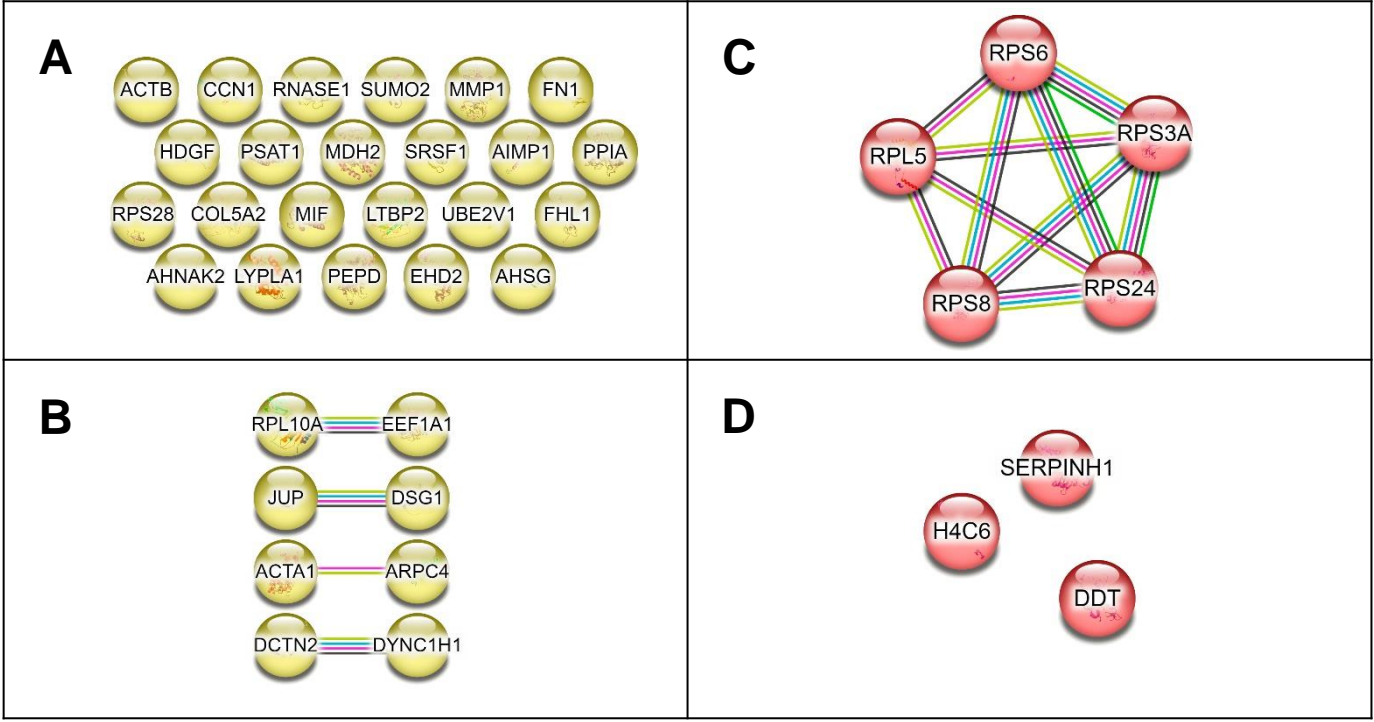 A
ACTB CCN1 RNASE1 SUMO2 MMP1 FN1
HDGF PSAT1 MDH2 SRSF1 AIMP1 PPIA
RPS28 COL5A2 MIF LTBP2 UBE2V1 FHL1
AHNAK2 LYPLA1 PEPD EHD2 AHSG
B
RPL10A EEF1A1
JUP DSG1
ACTA1 ARPC4
DCTN2 DYNC1H1
C
RPS6
RPS3A
RPL5
RPS24
RPS8
D
SERPINH1
H4C6
DDT